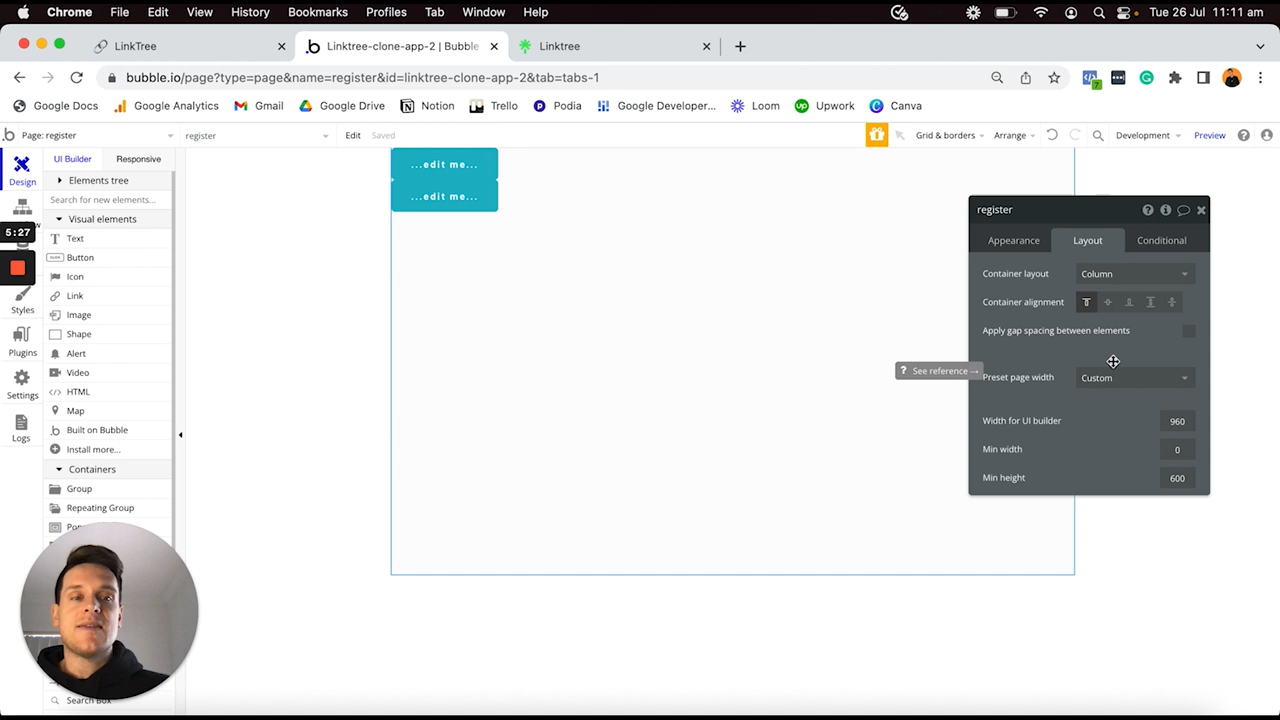 Chrome File Edit View History Bookmarks Profiles Tab Window Help Tue 26 Jul 11:11 am
LinkTree Linktree-clone-app-2 | Bubble Linktree
bubble.io/page?type=page&name=register&id=linktree-clone-app-2&tab=tabs-1 7
Google Docs Google Analytics Gmail Google Drive Notion Trello Podia Google Developer... Loom Upwork Canva
Page: register register Edit Saved Grid & borders Arrange Development Preview
UI Builder Responsive
Design
Elements tree
Search for new elements...
Visual elements
5:27
Text
Button
Icon
Link
Styles
Image
Shape
Plugins
Alert
Video
Settings
HTML
Map
Logs
Built on Bubble
Install more...
Containers
Group
Repeating Group
Search Box
...edit me...
...edit me...
register
Appearance Layout Conditional
Container layout Column
Container alignment
Apply gap spacing between elements
? See reference →
Preset page width Custom
Width for UI builder 960
Min width 0
Min height 600